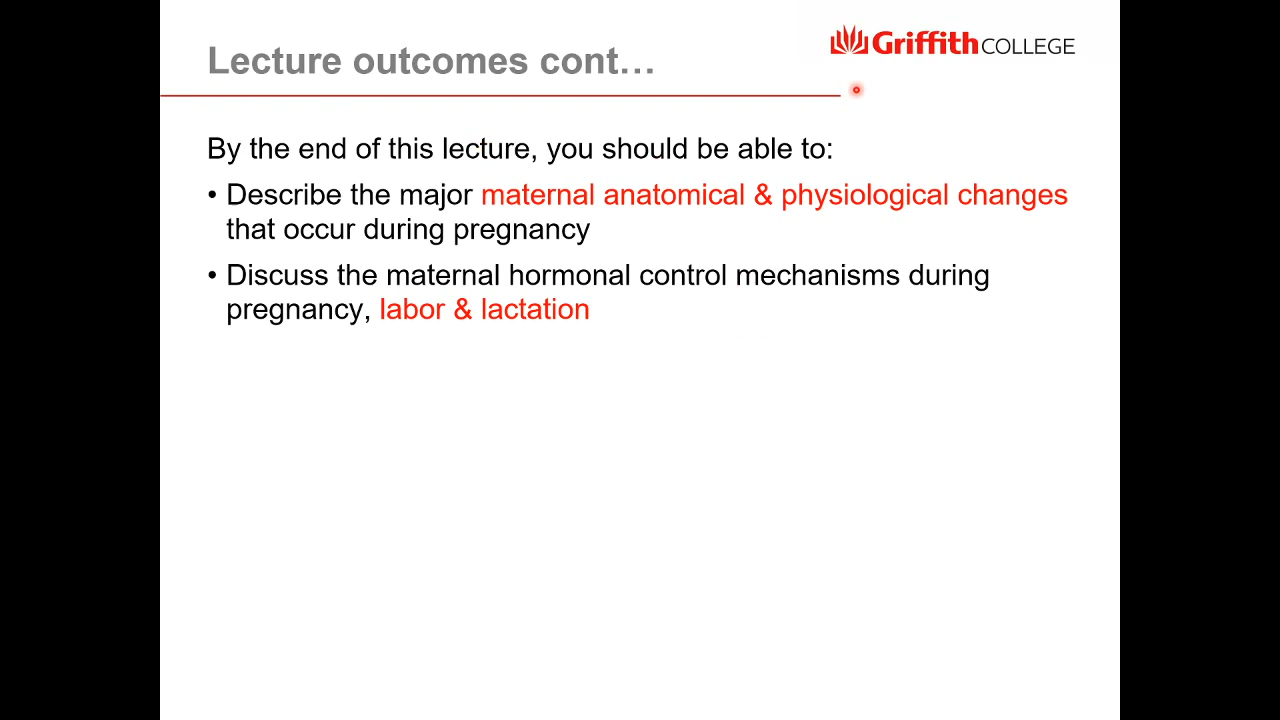 Lecture outcomes cont…
Griffith COLLEGE
By the end of this lecture, you should be able to:
• Describe the major maternal anatomical & physiological changes
that occur during pregnancy
• Discuss the maternal hormonal control mechanisms during
pregnancy, labor & lactation